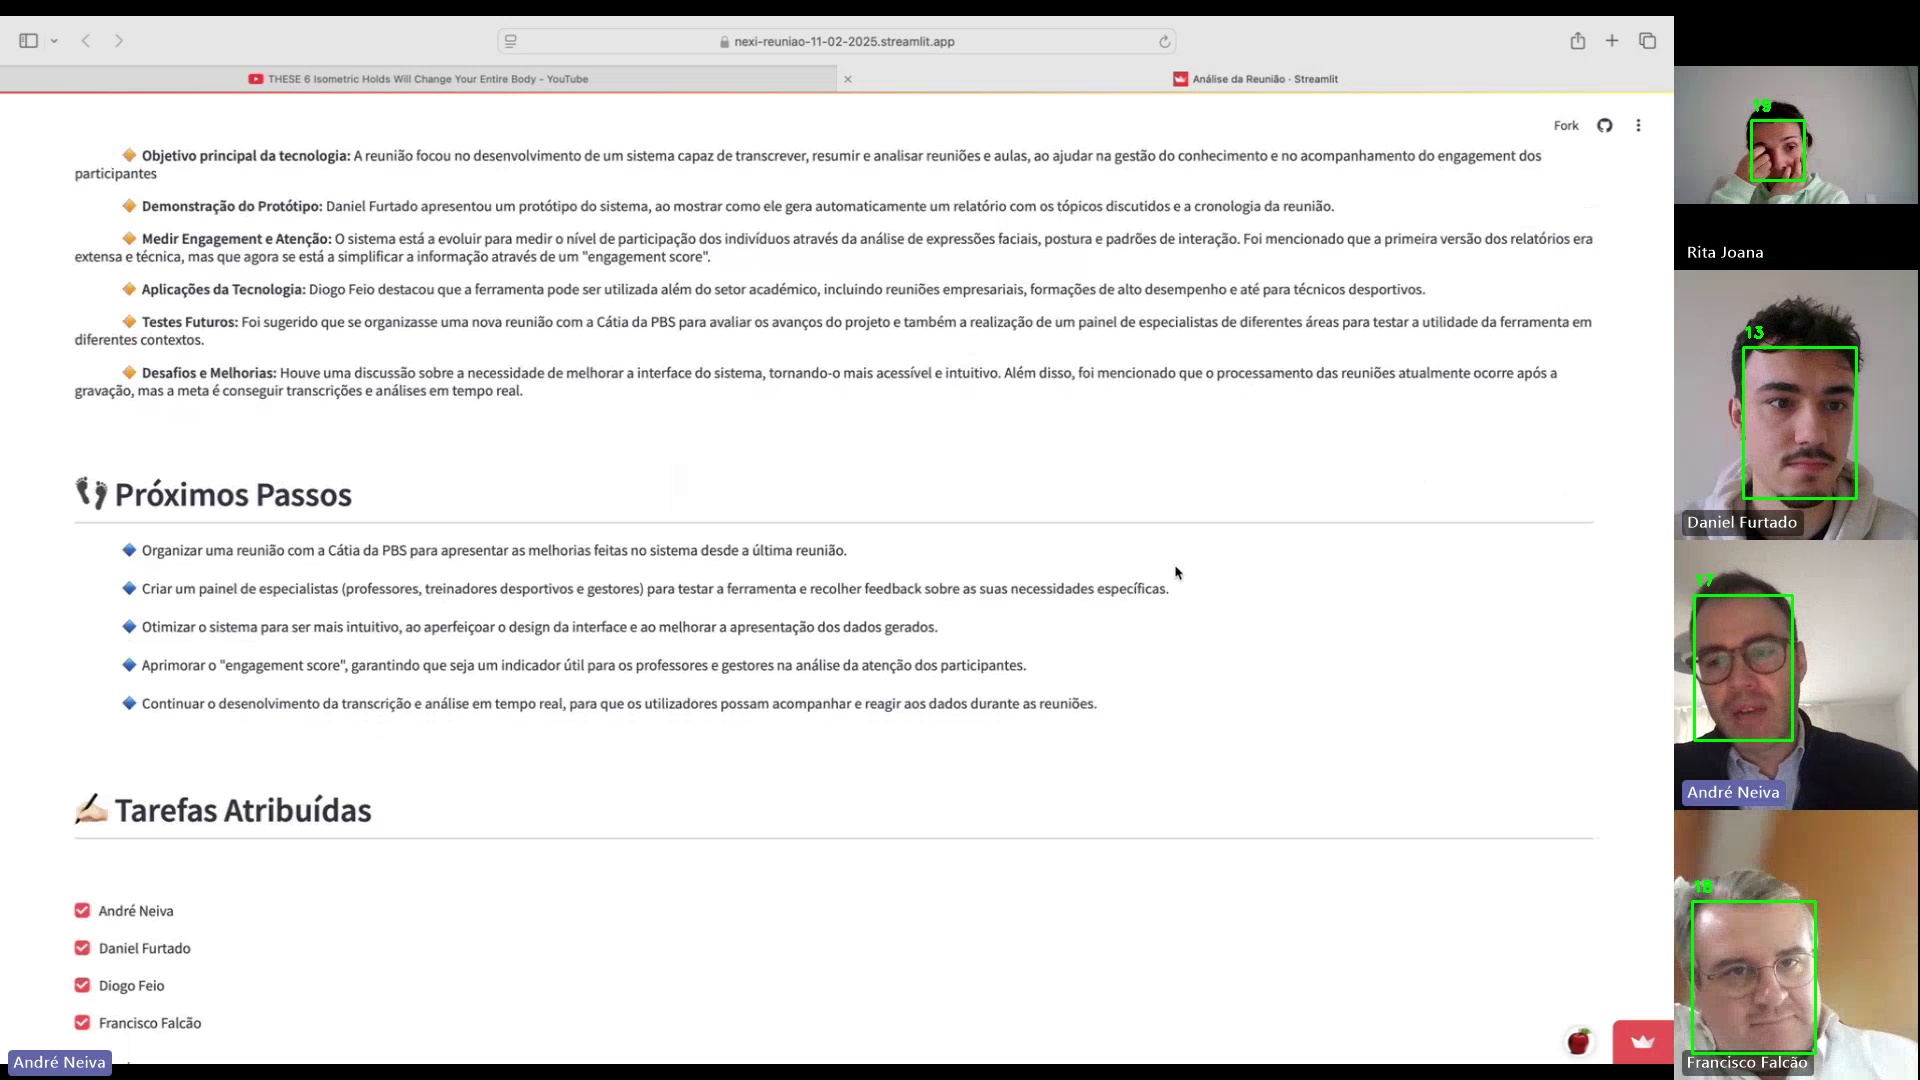 nexi-reuniao-11-02-2025.streamlit.app
THESE 6 Isometric Holds Will Change Your Entire Body - YouTube
Análise da Reunião · Streamlit
Fork
Objetivo principal da tecnologia: A reunião focou no desenvolvimento de um sistema capaz de transcrever, resumir e analisar reuniões e aulas, ao ajudar na gestão do conhecimento e no acompanhamento do engagement dos
participantes
Demonstração do Protótipo: Daniel Furtado apresentou um protótipo do sistema, ao mostrar como ele gera automaticamente um relatório com os tópicos discutidos e a cronologia da reunião.
Medir Engagement e Atenção: O sistema está a evoluir para medir o nível de participação dos indivíduos através da análise de expressões faciais, postura e padrões de interação. Foi mencionado que a primeira versão dos relatórios era
extensa e técnica, mas que agora se está a simplificar a informação através de um "engagement score".
Aplicações da Tecnologia: Diogo Feio destacou que a ferramenta pode ser utilizada além do setor académico, incluindo reuniões empresariais, formações de alto desempenho e até para técnicos desportivos.
Testes Futuros: Foi sugerido que se organizasse uma nova reunião com a Cátia da PBS para avaliar os avanços do projeto e também a realização de um painel de especialistas de diferentes áreas para testar a utilidade da ferramenta em
diferentes contextos.
Desafios e Melhorias: Houve uma discussão sobre a necessidade de melhorar a interface do sistema, tornando-o mais acessível e intuitivo. Além disso, foi mencionado que o processamento das reuniões atualmente ocorre após a
gravação, mas a meta é conseguir transcrições e análises em tempo real.
Próximos Passos
Organizar uma reunião com a Cátia da PBS para apresentar as melhorias feitas no sistema desde a última reunião.
Criar um painel de especialistas (professores, treinadores desportivos e gestores) para testar a ferramenta e recolher feedback sobre as suas necessidades específicas.
Otimizar o sistema para ser mais intuitivo, ao aperfeiçoar o design da interface e ao melhorar a apresentação dos dados gerados.
Aprimorar o "engagement score", garantindo que seja um indicador útil para os professores e gestores na análise da atenção dos participantes.
Continuar o desenolvimento da transcrição e análise em tempo real, para que os utilizadores possam acompanhar e reagir aos dados durante as reuniões.
Tarefas Atribuídas
André Neiva
Daniel Furtado
Diogo Feio
Francisco Falcão
André Neiva
19
Rita Joana
13
Daniel Furtado
17
André Neiva
18
Francisco Falcão